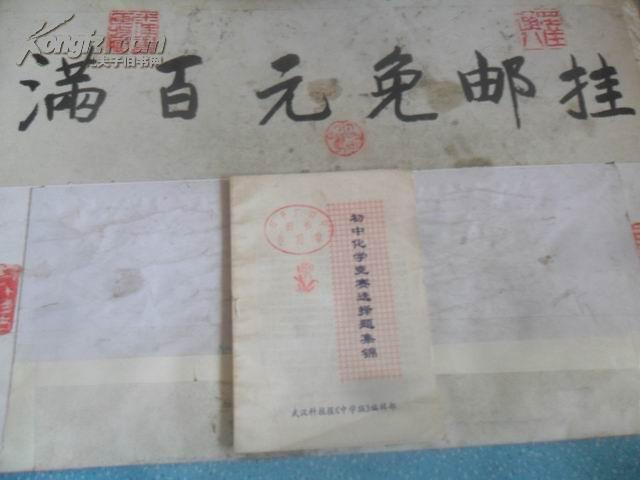 Kongfz.com
孔夫子旧书网
满百元免邮挂
初中化学竞赛选择题集锦
武汉科技报《中学版》编辑部